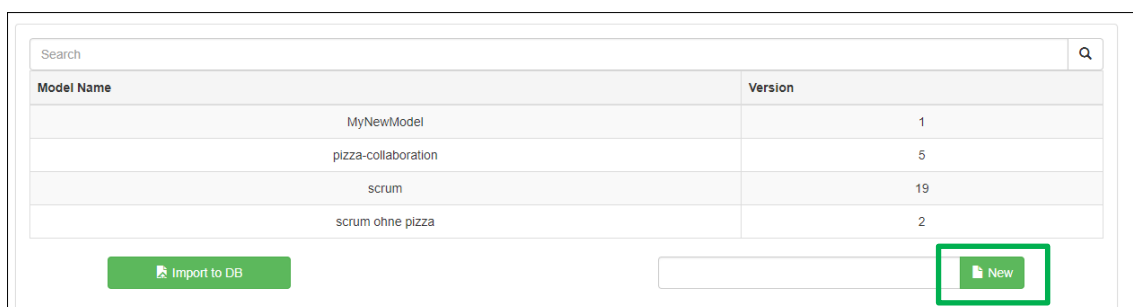 Search
Model Name Version
MyNewModel 1
pizza-collaboration 5
scrum 19
scrum ohne pizza 2
Import to DB New